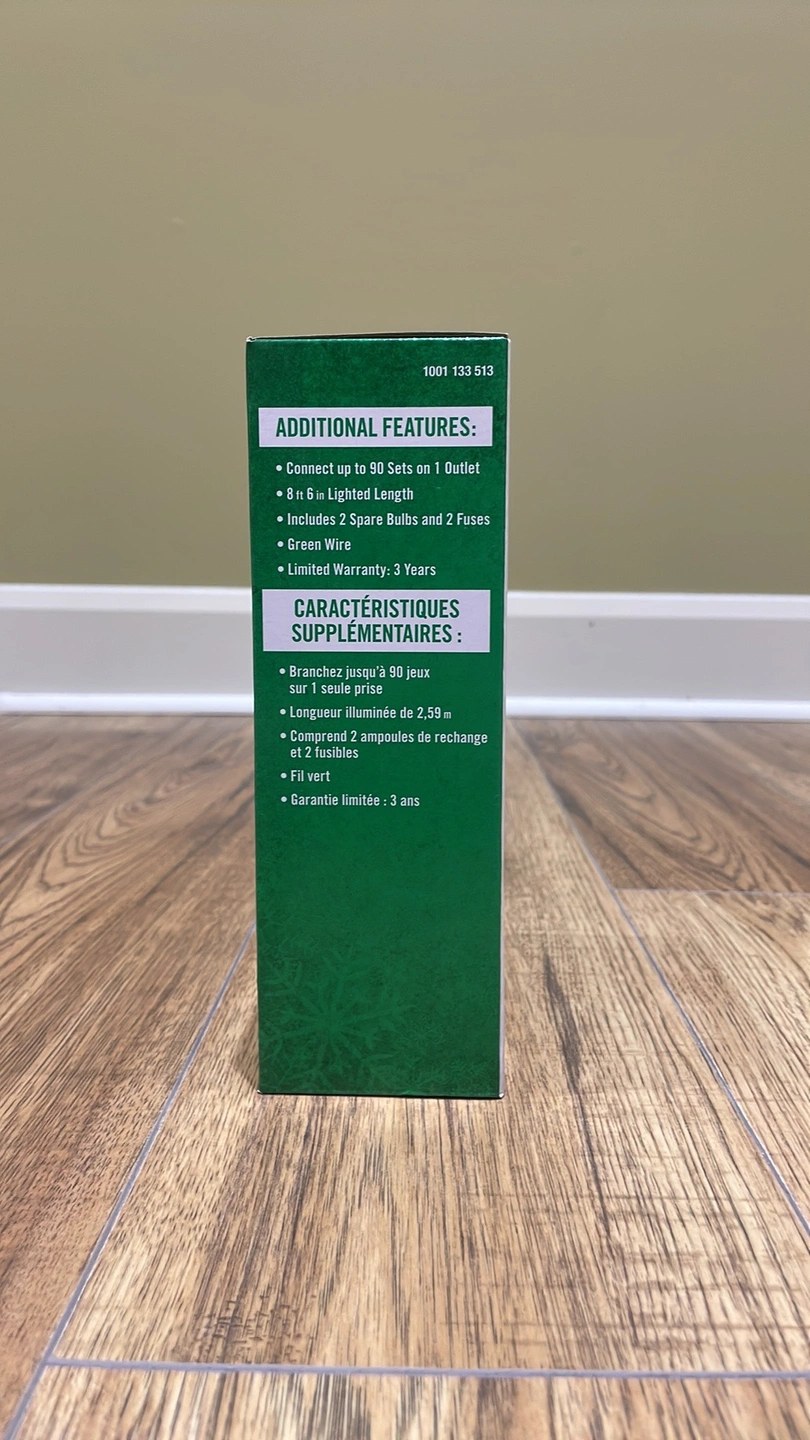 1001 133 513
ADDITIONAL FEATURES:
• Connect up to 90 Sets on 1 Outlet
• 8 ft 6 in Lighted Length
• Includes 2 Spare Bulbs and 2 Fuses
• Green Wire
• Limited Warranty: 3 Years
CARACTÉRISTIQUES
SUPPLÉMENTAIRES :
• Branchez jusqu'à 90 jeux
sur 1 seule prise
• Longueur illuminée de 2,59 m
• Comprend 2 ampoules de rechange
et 2 fusibles
• Fil vert
• Garantie limitée : 3 ans